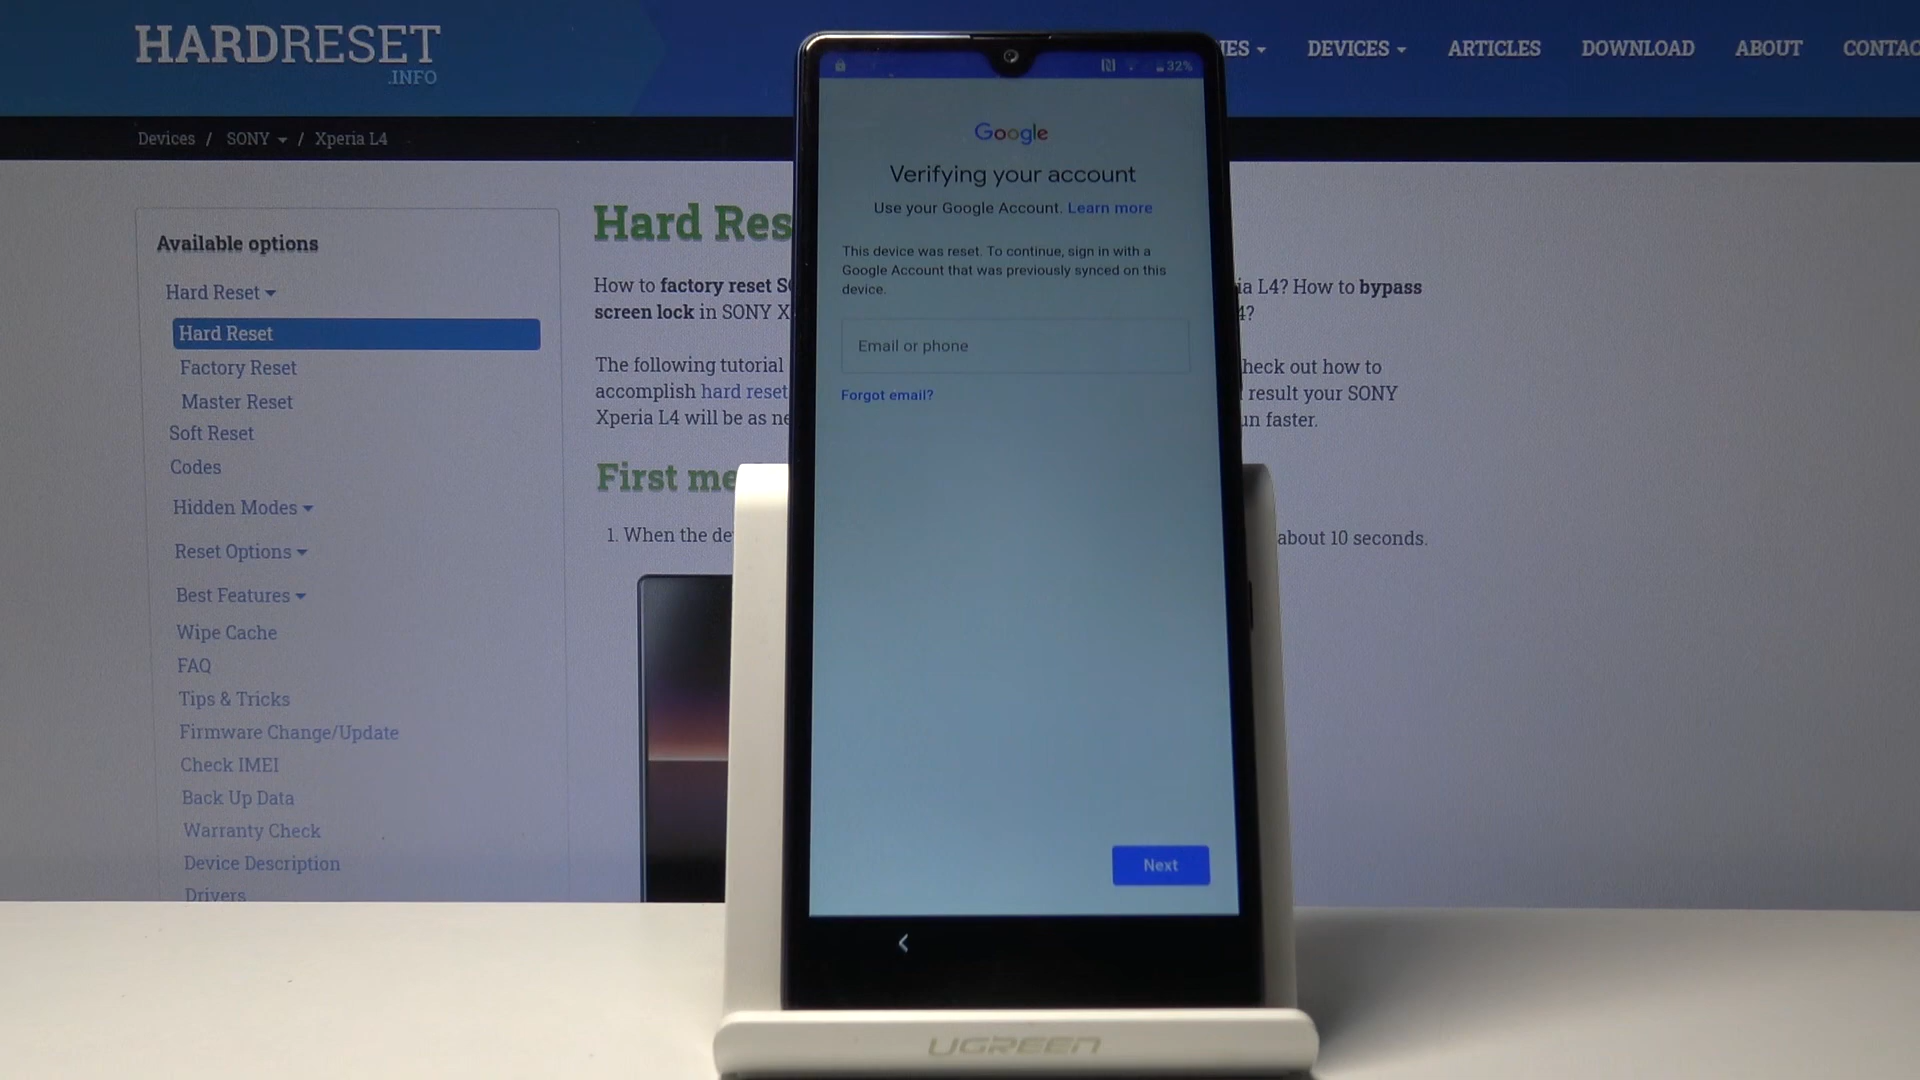 HARDRESET
.INFO
IES
DEVICES
ARTICLES
DOWNLOAD
ABOUT
CONTAC
Devices / SONY / Xperia L4
Available options
Hard Reset
Hard Reset
Factory Reset
Master Reset
Soft Reset
Codes
Hidden Modes
Reset Options
Best Features
Wipe Cache
FAQ
Tips & Tricks
Firmware Change/Update
Check IMEI
Back Up Data
Warranty Check
Device Description
Drivers
Hard Res
How to factory reset S
ia L4? How to bypass
screen lock in SONY X
4?
The following tutorial
heck out how to
accomplish hard reset
result your SONY
Xperia L4 will be as ne
un faster.
First me
1. When the de
about 10 seconds.
32%
Google
Verifying your account
Use your Google Account. Learn more
This device was reset. To continue, sign in with a
Google Account that was previously synced on this
device.
Email or phone
Forgot email?
Next
UGREEN